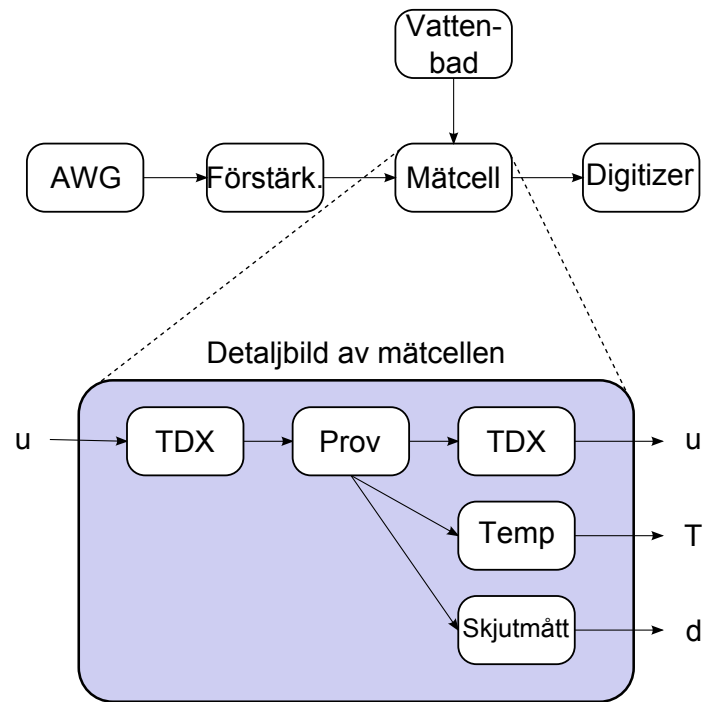 Vatten-
bad
AWG
Förstärk.
Mätcell
Digitizer
Detaljbild av mätcellen
u
TDX
Prov
TDX
u
Temp
T
Skjutmått
d